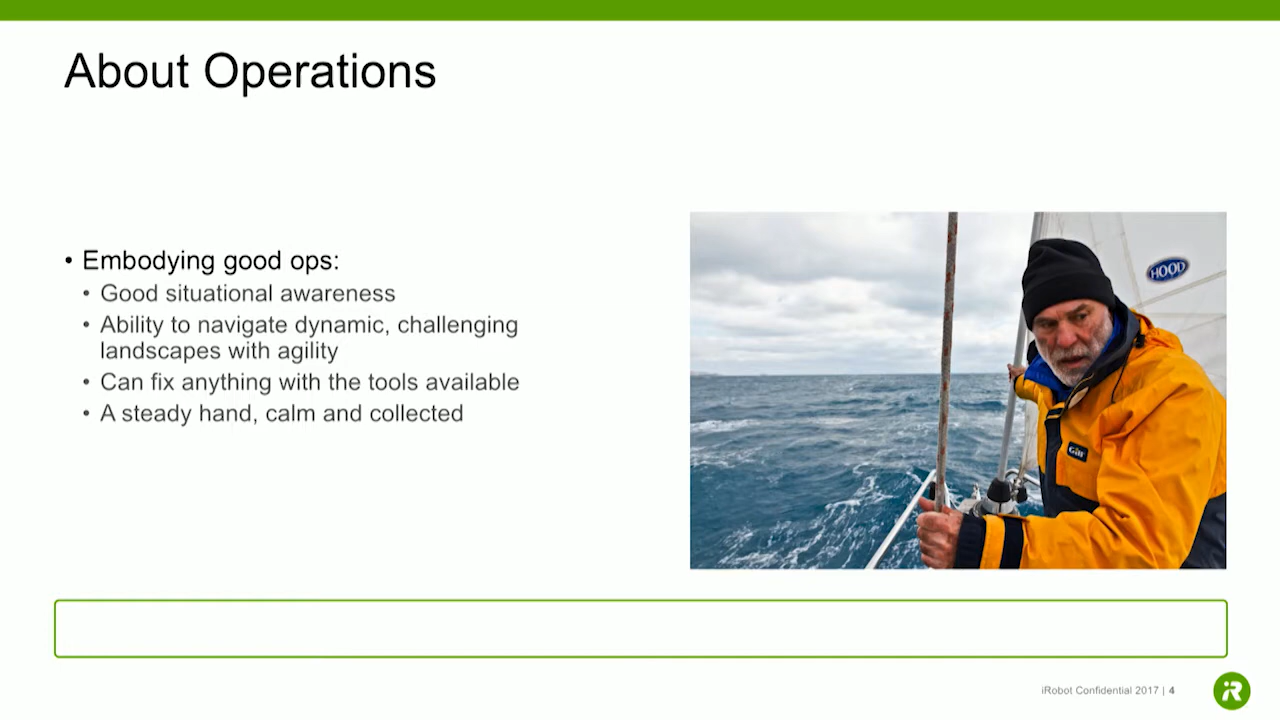 About Operations
• Embodying good ops:
• Good situational awareness
• Ability to navigate dynamic, challenging
landscapes with agility
• Can fix anything with the tools available
• A steady hand, calm and collected
HOOD
Gill
iRobot Confidential 2017 | 4
iR